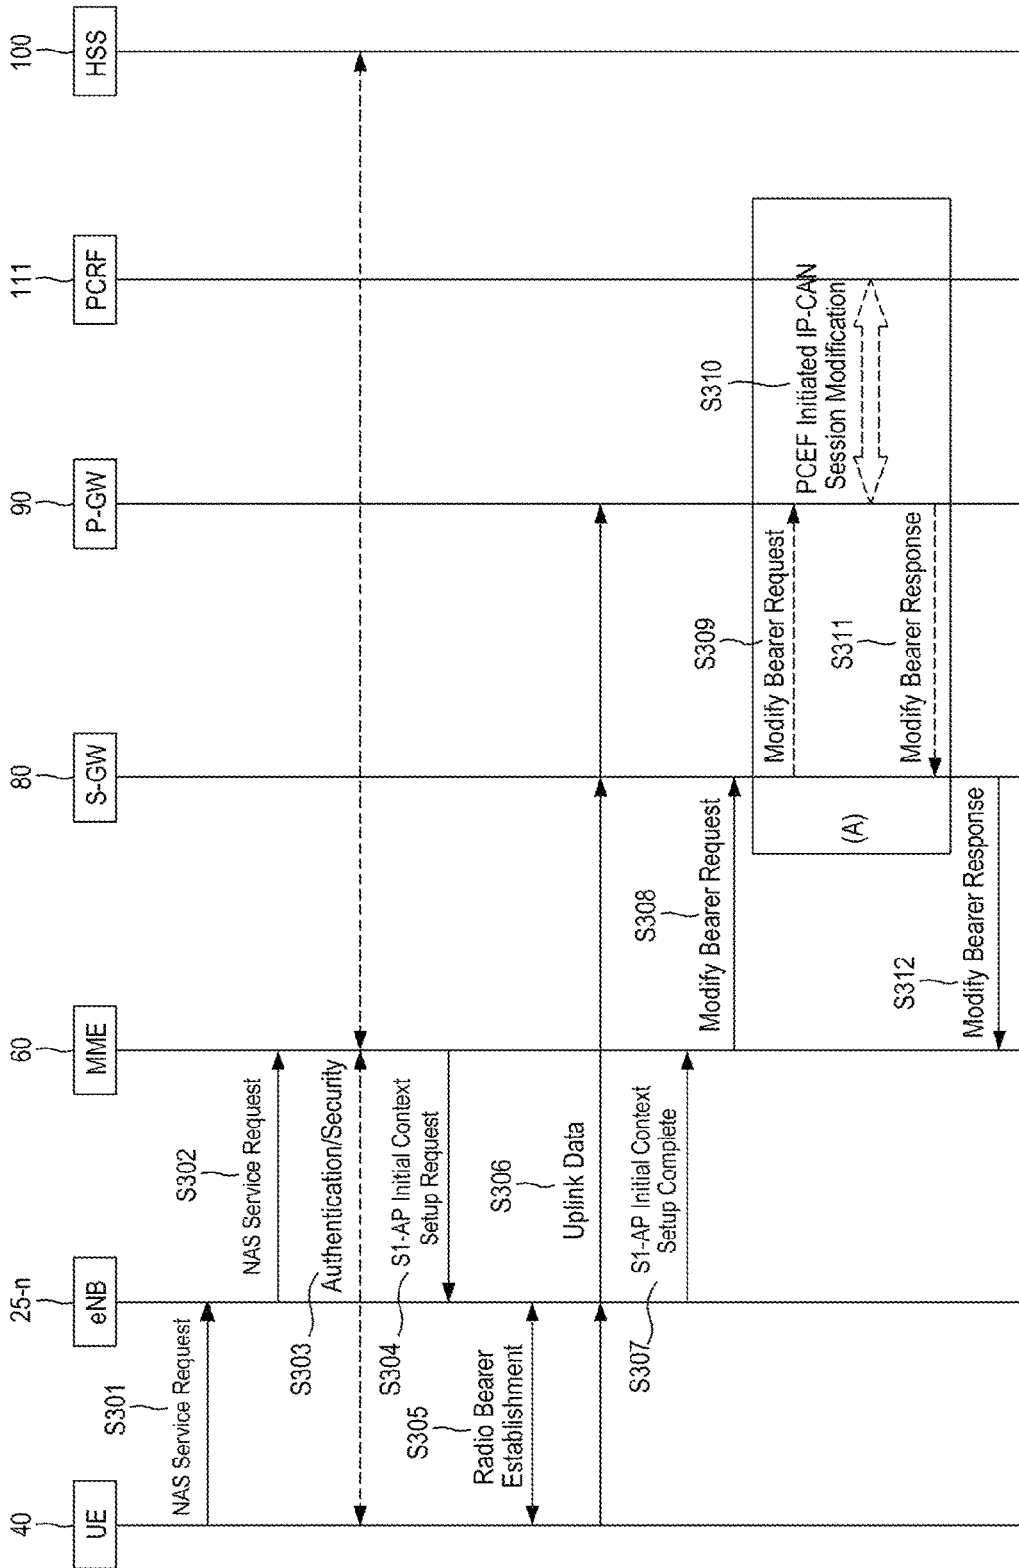 40
25-n
60
80
90
111
100
UE
eNB
MME
S-GW
P-GW
PCRF
HSS
S301
NAS Service Request
S302
NAS Service Request
S303
Authentication/Security
S304
S1-AP Initial Context
Setup Request
S305
Radio Bearer
Establishment
S306
Uplink Data
S307
S1-AP Initial Context
Setup Complete
S308
Modify Bearer Request
S309
Modify Bearer Request
S310
PCEF Initiated IP-CAN
Session Modification
(A)
S311
Modify Bearer Response
S312
Modify Bearer Response